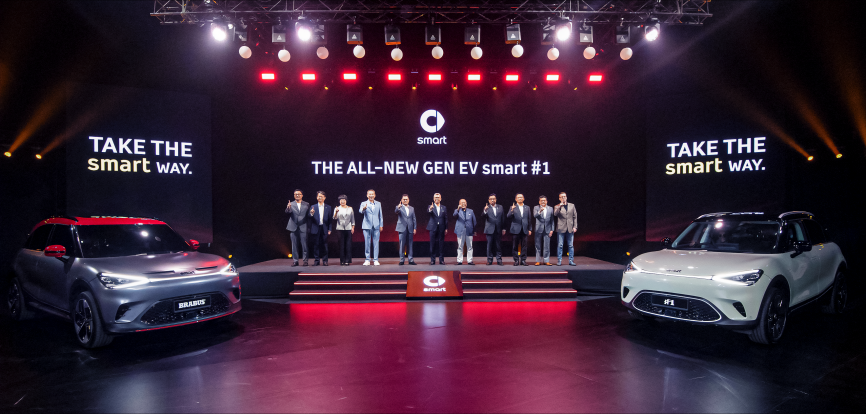 smart
THE ALL-NEW GEN EV smart #1
TAKE THE
smart WAY.
TAKE THE
smart WAY.
smart
BRABUS
#1